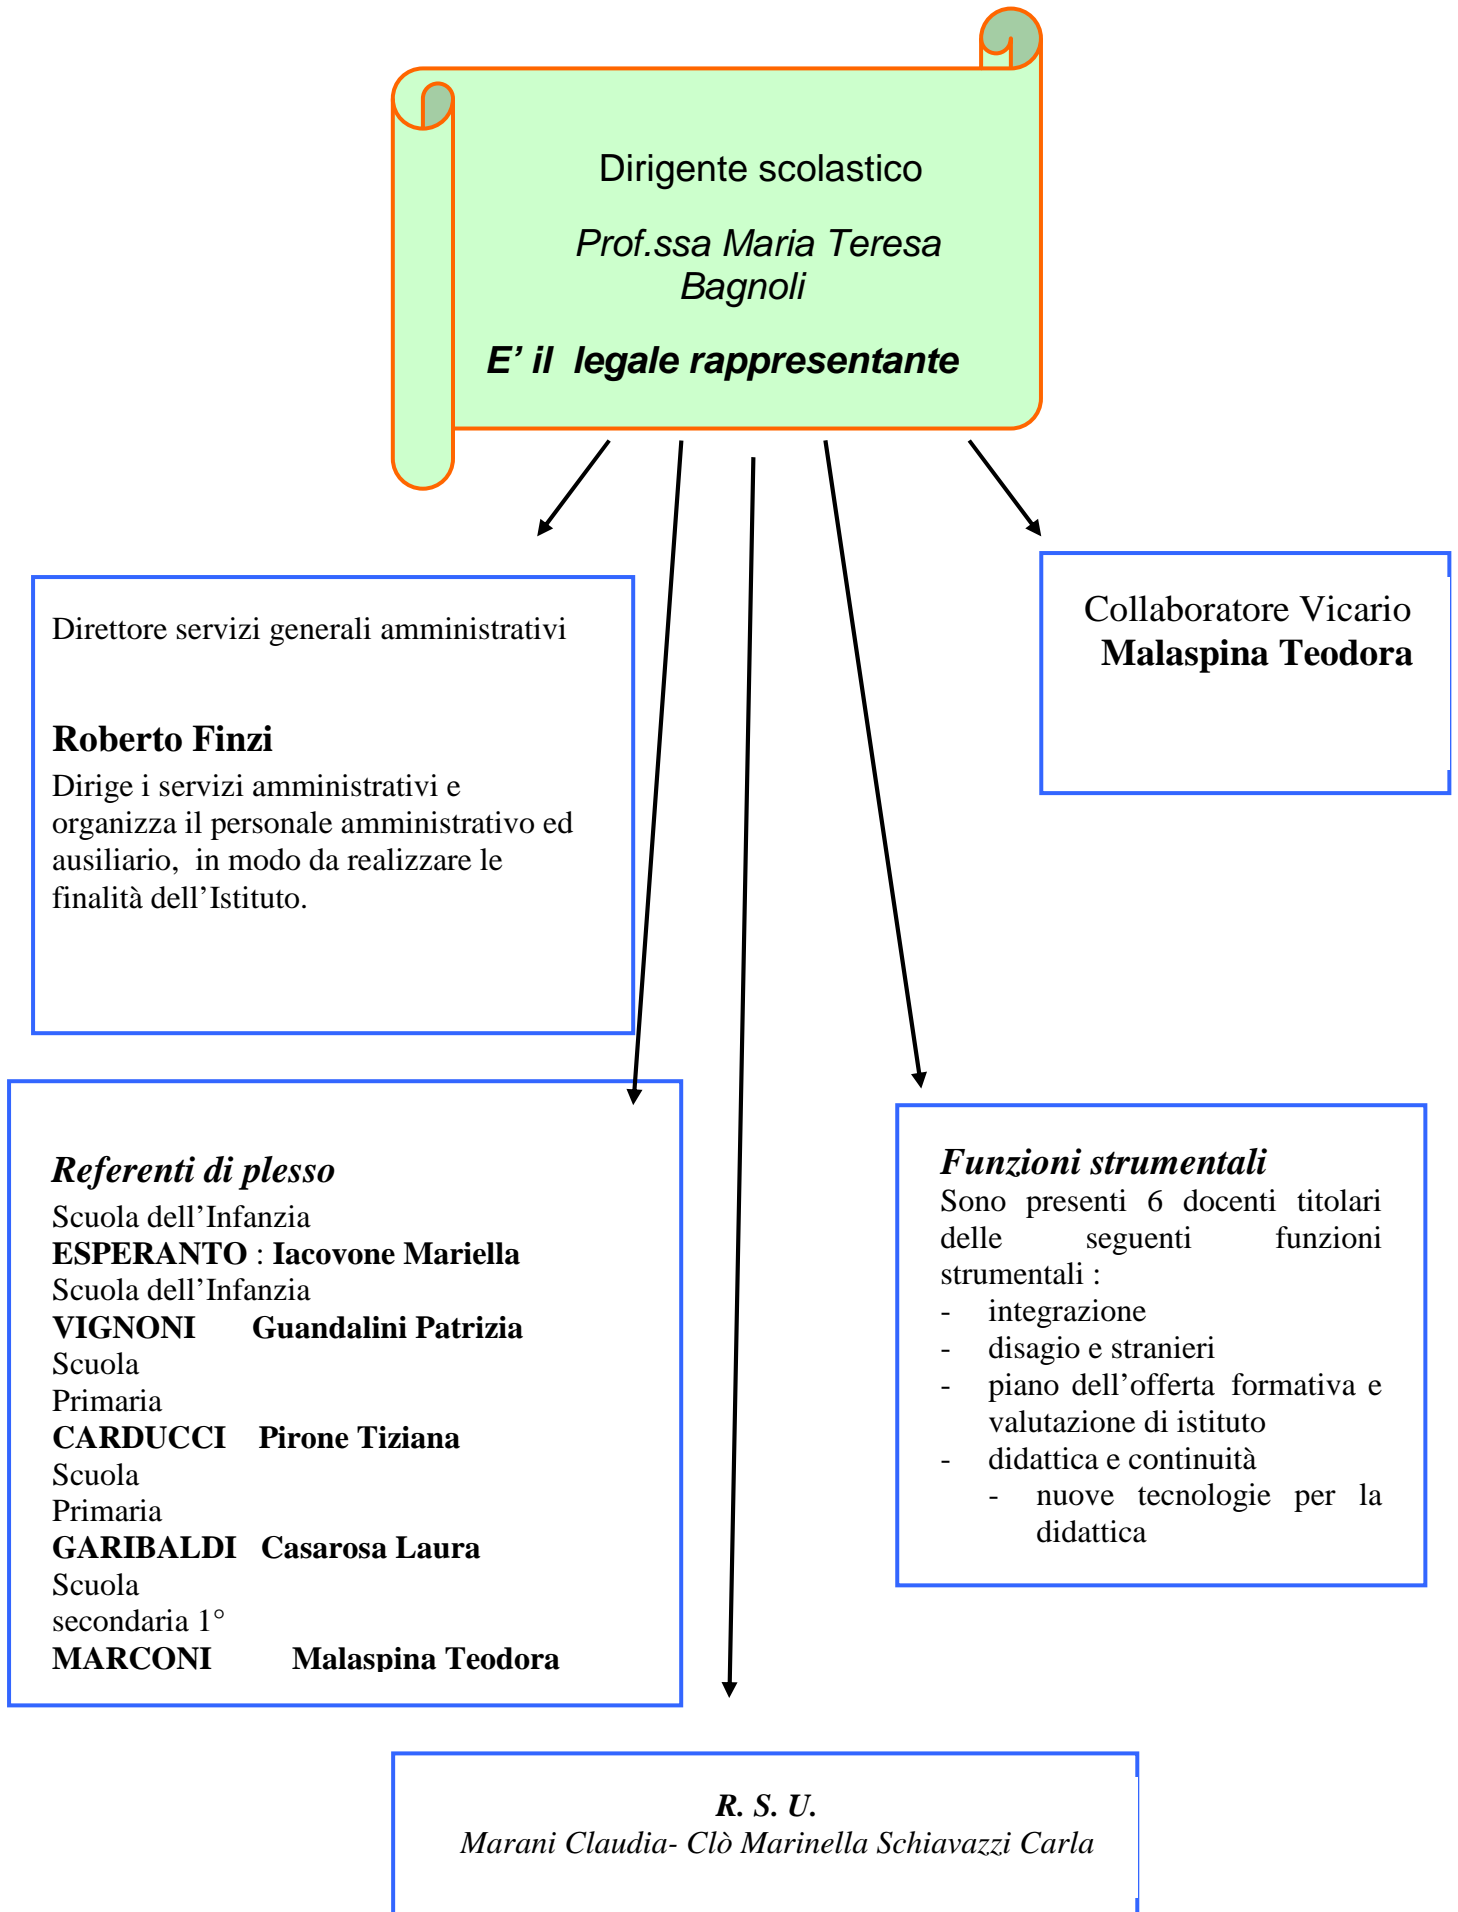 Dirigente scolastico
Prof.ssa Maria Teresa
Bagnoli
E’ il legale rappresentante
Direttore servizi generali amministrativi
Roberto Finzi
Dirige i servizi amministrativi e
organizza il personale amministrativo ed
ausiliario, in modo da realizzare le
finalità dell’Istituto.
Collaboratore Vicario
Malaspina Teodora
Referenti di plesso
Scuola dell’Infanzia
ESPERANTO : Iacovone Mariella
Scuola dell’Infanzia
VIGNONI Guandalini Patrizia
Scuola
Primaria
CARDUCCI Pirone Tiziana
Scuola
Primaria
GARIBALDI Casarosa Laura
Scuola
secondaria 1°
MARCONI Malaspina Teodora
Funzioni strumentali
Sono presenti 6 docenti titolari
delle seguenti funzioni
strumentali :
- integrazione
- disagio e stranieri
- piano dell’offerta formativa e
valutazione di istituto
- didattica e continuità
- nuove tecnologie per la
didattica
R. S. U.
Marani Claudia- Clò Marinella Schiavazzi Carla